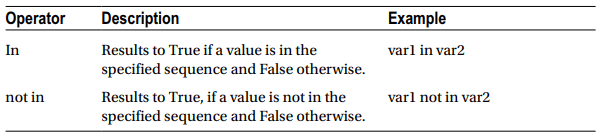 Operator Description Example
In Results to True if a value is in the var1 in var2
specified sequence and False otherwise.
not in Results to True, if a value is not in the var1 not in var2
specified sequence and False otherwise.